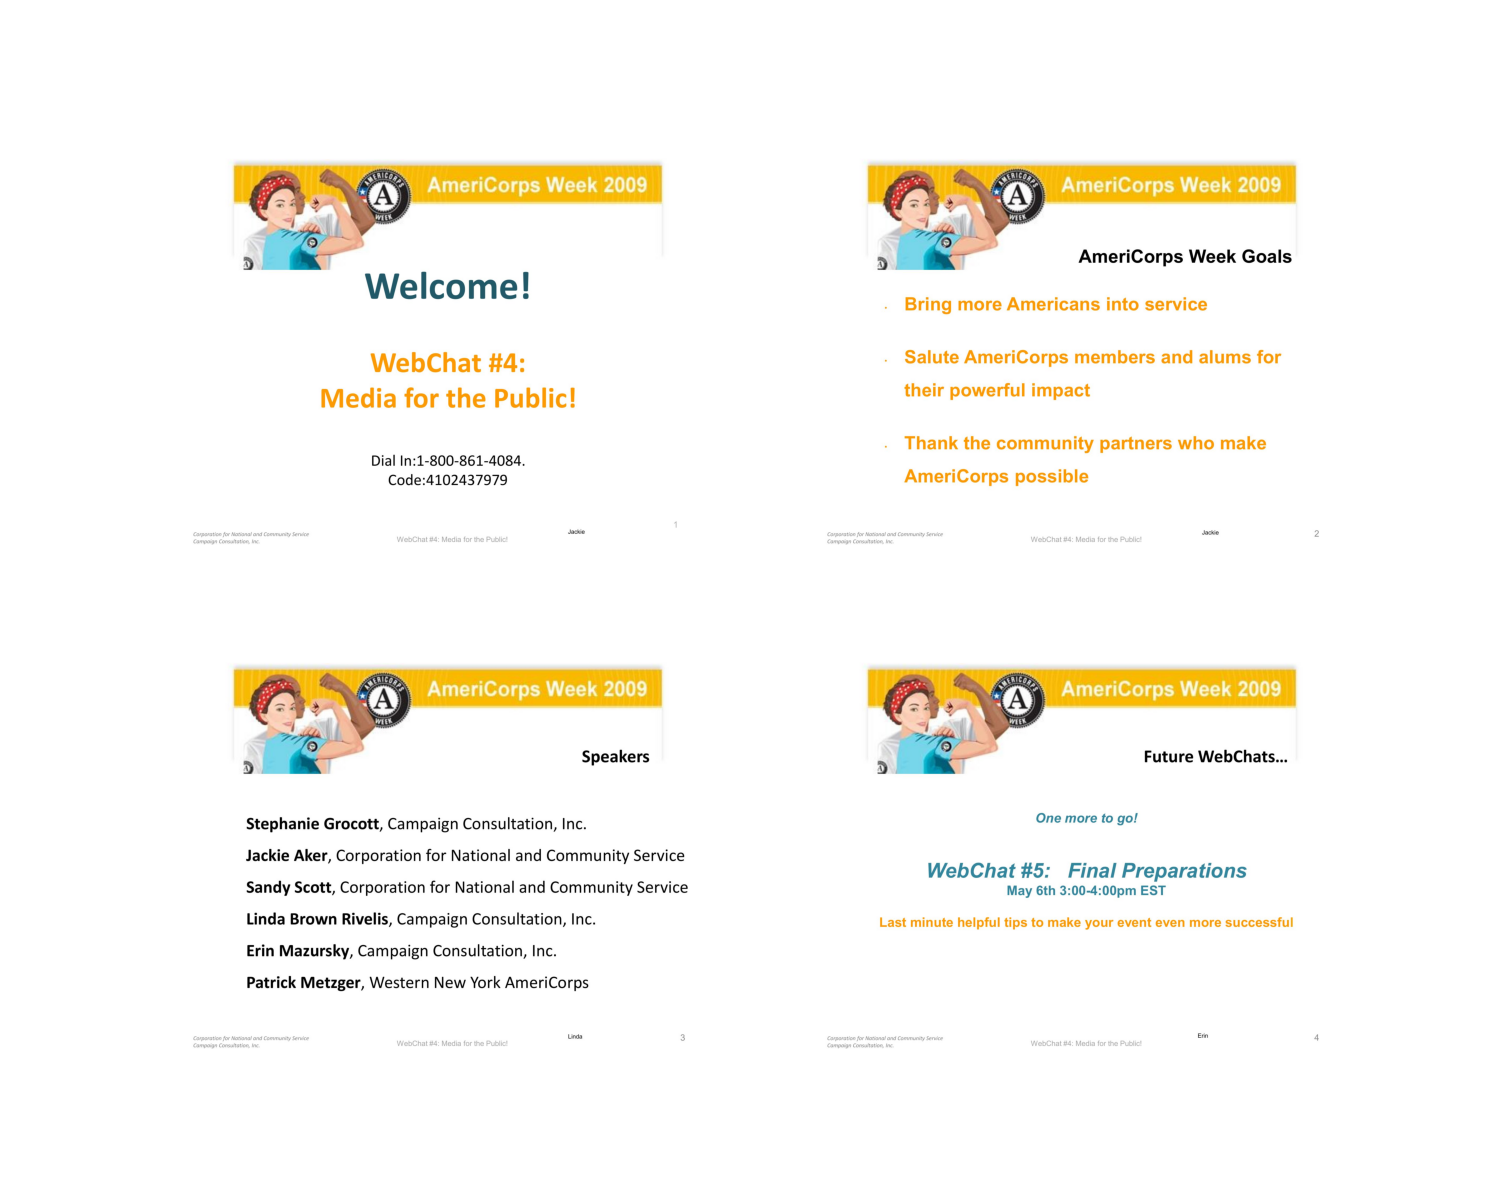 AmeriCorps Week 2009
AMERICORPS
A
WEEK
Welcome!
WebChat #4:
Media for the Public!
Dial In:1-800-861-4084.
Code:4102437979
Corporation for National and Community Service
Campaign Consultation, Inc.
WebChat #4: Media for the Public!
Jackie
1
AmeriCorps Week 2009
AMERICORPS
A
WEEK
AmeriCorps Week Goals
Bring more Americans into service
Salute AmeriCorps members and alums for
their powerful impact
Thank the community partners who make
AmeriCorps possible
Corporation for National and Community Service
Campaign Consultation, Inc.
WebChat #4: Media for the Public!
Jackie
2
AmeriCorps Week 2009
AMERICORPS
A
WEEK
Speakers
Stephanie Grocott, Campaign Consultation, Inc.
Jackie Aker, Corporation for National and Community Service
Sandy Scott, Corporation for National and Community Service
Linda Brown Rivelis, Campaign Consultation, Inc.
Erin Mazursky, Campaign Consultation, Inc.
Patrick Metzger, Western New York AmeriCorps
Corporation for National and Community Service
Campaign Consultation, Inc.
WebChat #4: Media for the Public!
Linda
3
AmeriCorps Week 2009
AMERICORPS
A
WEEK
Future WebChats...
One more to go!
WebChat #5: Final Preparations
May 6th 3:00-4:00pm EST
Last minute helpful tips to make your event even more successful
Corporation for National and Community Service
Campaign Consultation, Inc.
WebChat #4: Media for the Public!
Erin
4